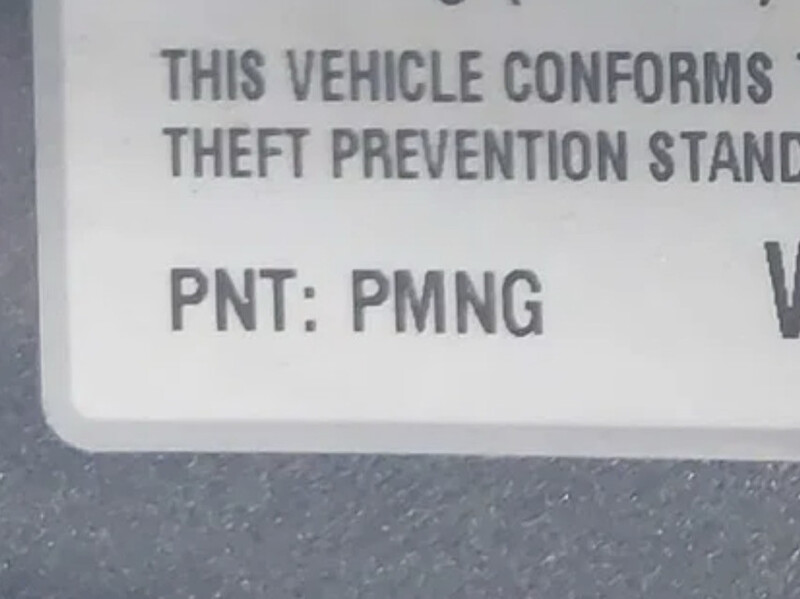 THIS VEHICLE CONFORMS
THEFT PREVENTION STAND
PNT: PMNG